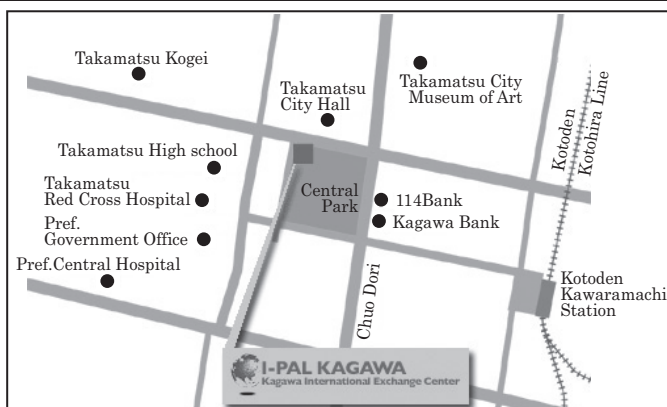 Takamatsu Kogei
Takamatsu
City Hall
Takamatsu City
Museum of Art
Kotoden
Kotohira Line
Takamatsu High school
Takamatsu
Red Cross Hospital
Central
Park
114Bank
Kagawa Bank
Pref.
Government Office
Pref.Central Hospital
Chuo Dori
Kotoden
Kawaramachi
Station
I-PAL KAGAWA
Kagawa International Exchange Center